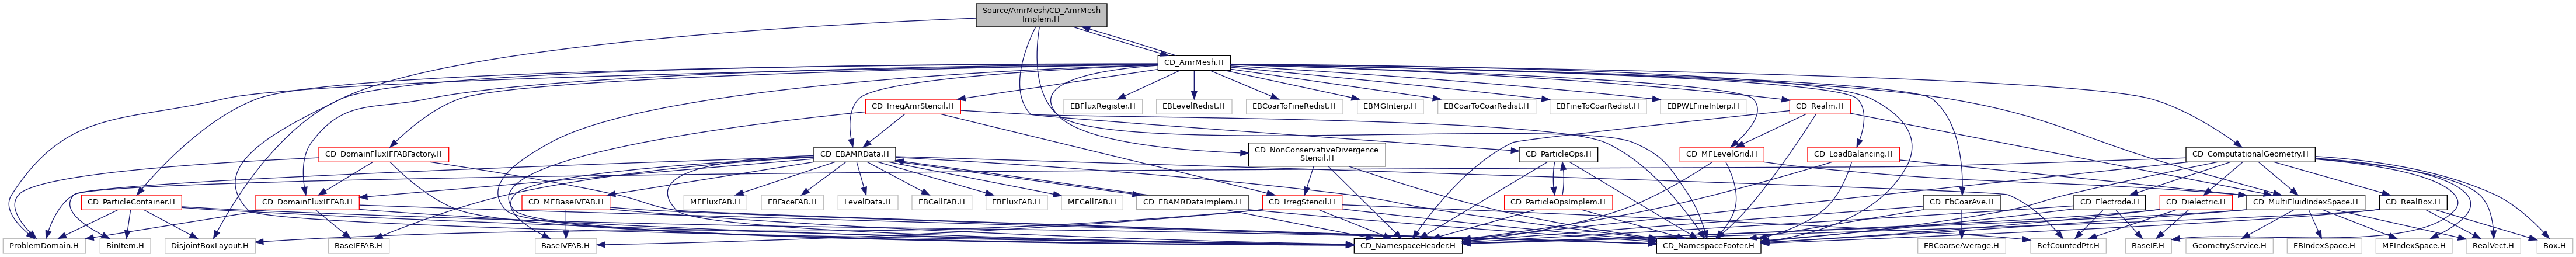 Source/AmrMesh/CD_AmrMesh
Implem.H
CD_AmrMesh.H
CD_IrregAmrStencil.H
EBFluxRegister.H
EBLevelRedist.H
EBCoarToFineRedist.H
EBMGInterp.H
EBCoarToCoarRedist.H
EBFineToCoarRedist.H
EBPWLFineInterp.H
CD_Realm.H
CD_DomainFluxIFFABFactory.H
CD_EBAMRData.H
CD_NonConservativeDivergence
Stencil.H
CD_ParticleOps.H
CD_MFLevelGrid.H
CD_LoadBalancing.H
CD_ComputationalGeometry.H
CD_ParticleContainer.H
CD_DomainFluxIFFAB.H
CD_MFBaseIVFAB.H
MFFluxFAB.H
EBFaceFAB.H
LevelData.H
EBCellFAB.H
EBFluxFAB.H
MFCellFAB.H
CD_EBAMRDataImplem.H
CD_IrregStencil.H
CD_ParticleOpsImplem.H
CD_EbCoarAve.H
CD_Electrode.H
CD_Dielectric.H
CD_MultiFluidIndexSpace.H
CD_RealBox.H
ProblemDomain.H
BinItem.H
DisjointBoxLayout.H
BaseIFFAB.H
BaseIVFAB.H
CD_NamespaceHeader.H
CD_NamespaceFooter.H
EBCoarseAverage.H
RefCountedPtr.H
BaseIF.H
GeometryService.H
EBIndexSpace.H
MFIndexSpace.H
RealVect.H
Box.H